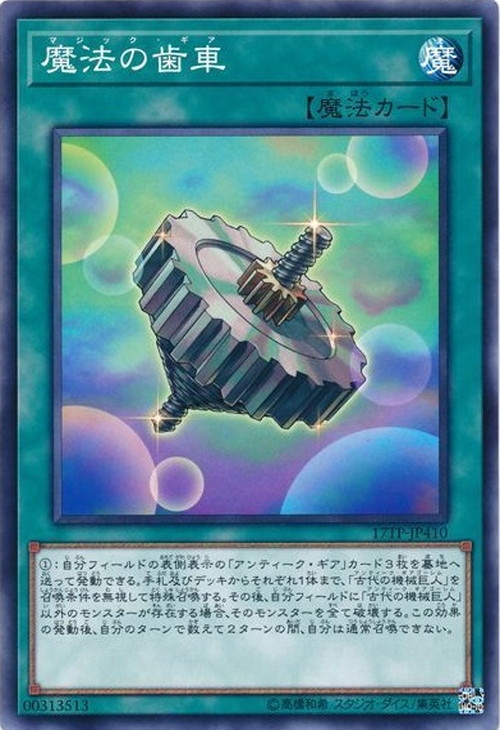 マジック・ギア
魔法の歯車
魔
【魔法カード】
17TP-JP410
①：自分フィールドの表側表示の「アンティーク・ギア」カード３枚を墓地へ
送って発動できる。手札及びデッキからそれぞれ１体まで、「古代の機械巨人」を
召喚条件を無視して特殊召喚する。その後、自分フィールドに「古代の機械巨人」
以外のモンスターが存在する場合、そのモンスターを全て破壊する。この効果
の発動後、自分のターンで数えて２ターンの間、自分は通常召喚できない。
00313513
©高橋和希 スタジオ・ダイス/集英社